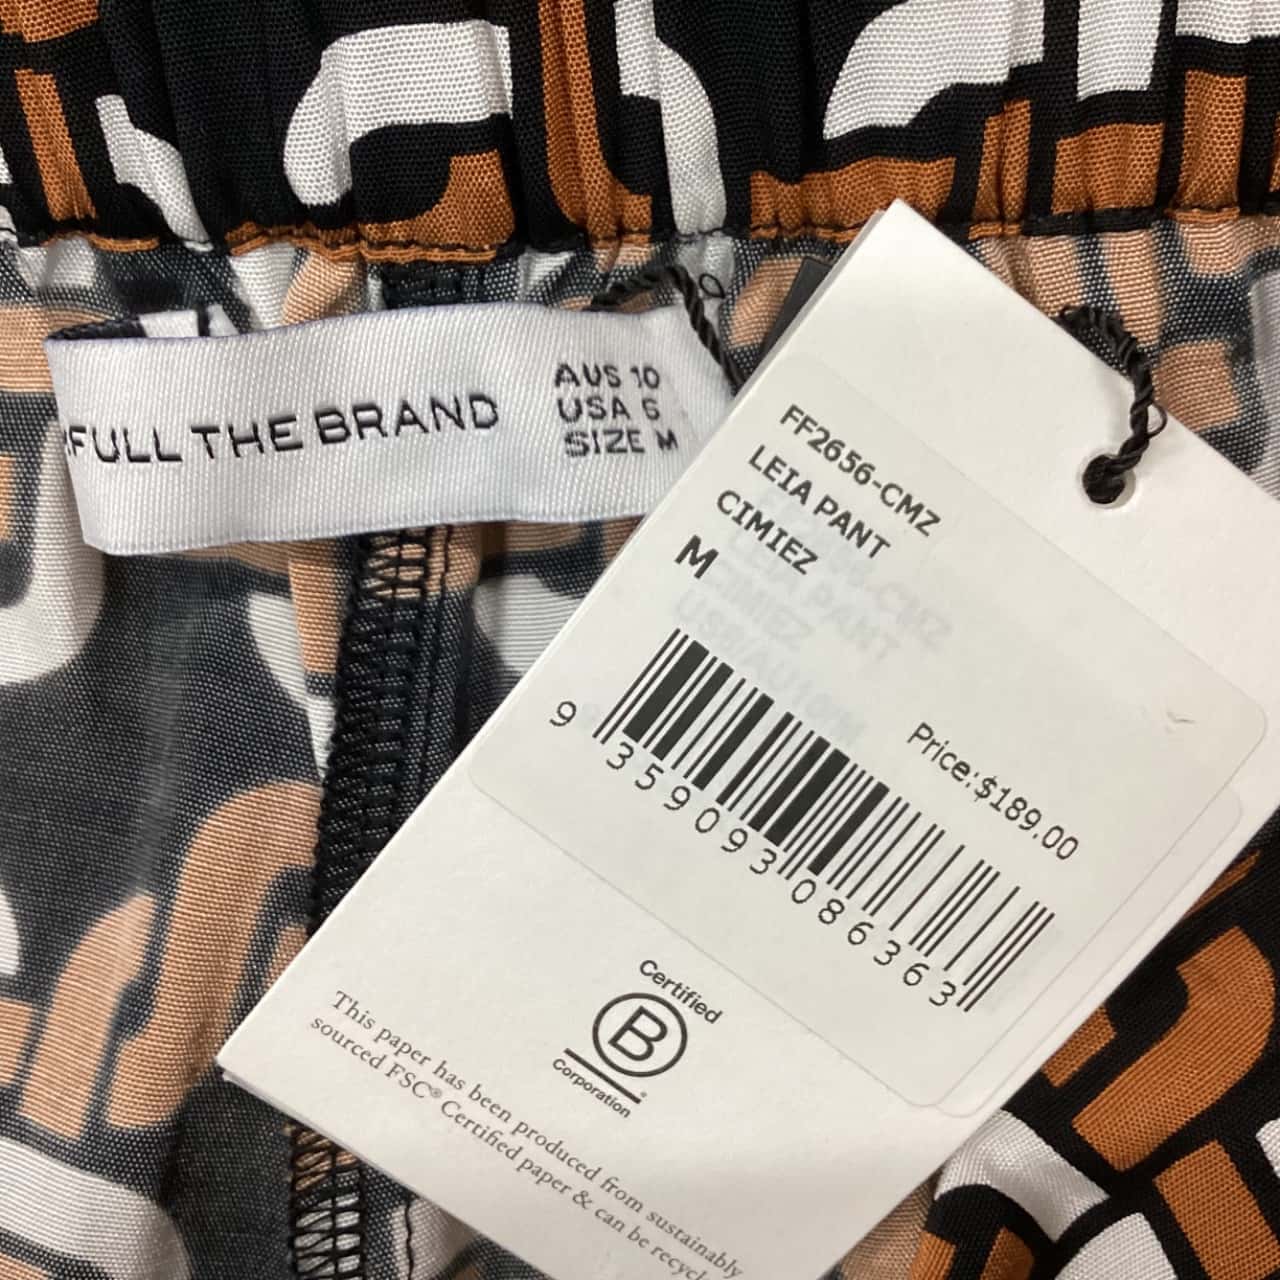 FULL THE BRAND
AUS 10
USA 6
SIZE M
FF2656-CMZ
LEIA PANT
CIMIEZ
M
Price:$189.00
9 359093 086363
Certified
B
Corporation
This paper has been produced from sustainably
sourced FSC® Certified paper & can be recyc